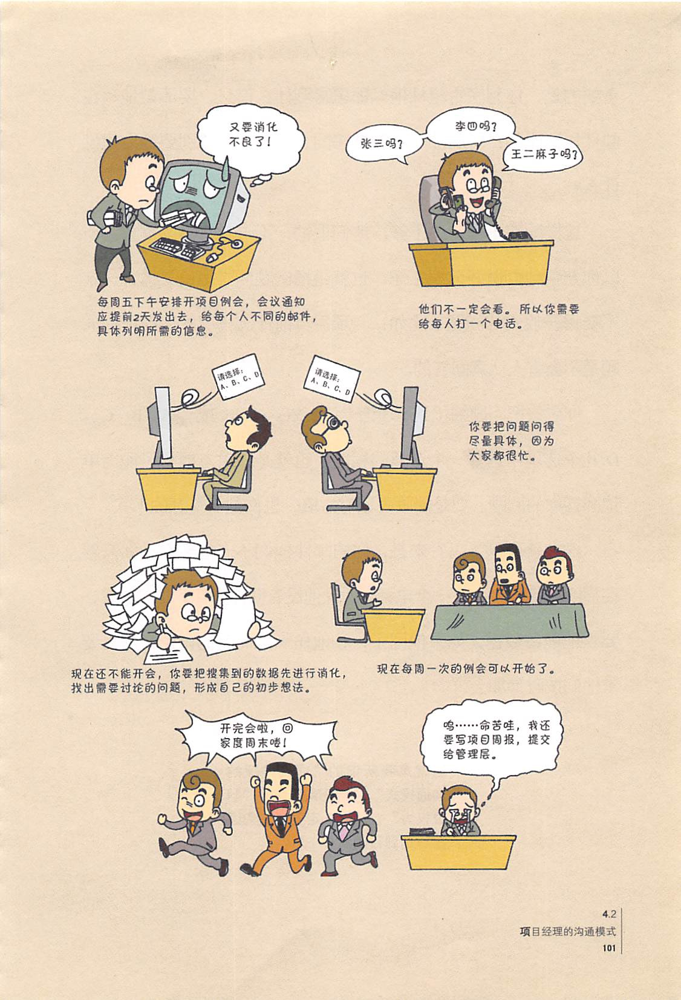 又要消化
不良了！
张三吗？
李四吗？
王二麻子吗？
每周五下午安排开项目例会，会议通知
应提前2天发出去，给每个人不同的邮件，
具体列明所需的信息。
他们不一定会看。所以你需要
给每人打一个电话。
请选择：
A、B、C、D
请选择：
A、B、C、D
你要把问题问得
尽量具体，因为
大家都很忙。
现在还不能开会，你要把搜集到的数据先进行消化，
找出需要讨论的问题，形成自己的初步想法。
现在每周一次的例会可以开始了。
开完会啦，回
家度周末喽！
呜……命苦哇，我还
要写项目周报，提交
给管理层。
4.2
项目经理的沟通模式
101